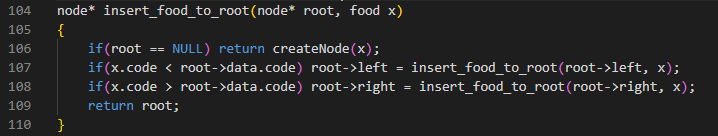 104 node* insert_food_to_root(node* root, food x)
105 {
106     if(root == NULL) return createNode(x);
107     if(x.code < root->data.code) root->left = insert_food_to_root(root->left, x);
108     if(x.code > root->data.code) root->right = insert_food_to_root(root->right, x);
109     return root;
110 }